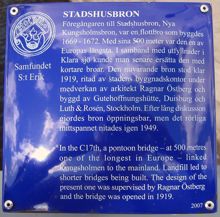 STADSHUSBRON
Föregångaren till Stadshusbron, Nya
Kungsholmsbron, var en flottbro som byggdes
1669-1672. Med sina 500 meter var den en av
Europas längsta. I samband med utfyllnader i
Klara sjö kunde man senare ersätta den med
kortare broar. Den nuvarande bron stod klar
1919, ritad av stadens byggnadskontor under
medverkan av arkitekt Ragnar Östberg och
byggd av Gutehoffnungshütte, Duisburg och
Luth & Rosén, Stockholm. Efter lång diskussion
gjordes bron öppningsbar, men det rörliga
mittspannet nitades igen 1949.
Samfundet
S:t Erik
In the C17th, a pontoon bridge – at 500 metres
one of the longest in Europe – linked
Kungsholmen to the mainland. Landfill led to
shorter bridges being built. The design of the
present one was supervised by Ragnar Östberg
and the bridge was opened in 1919.
2007